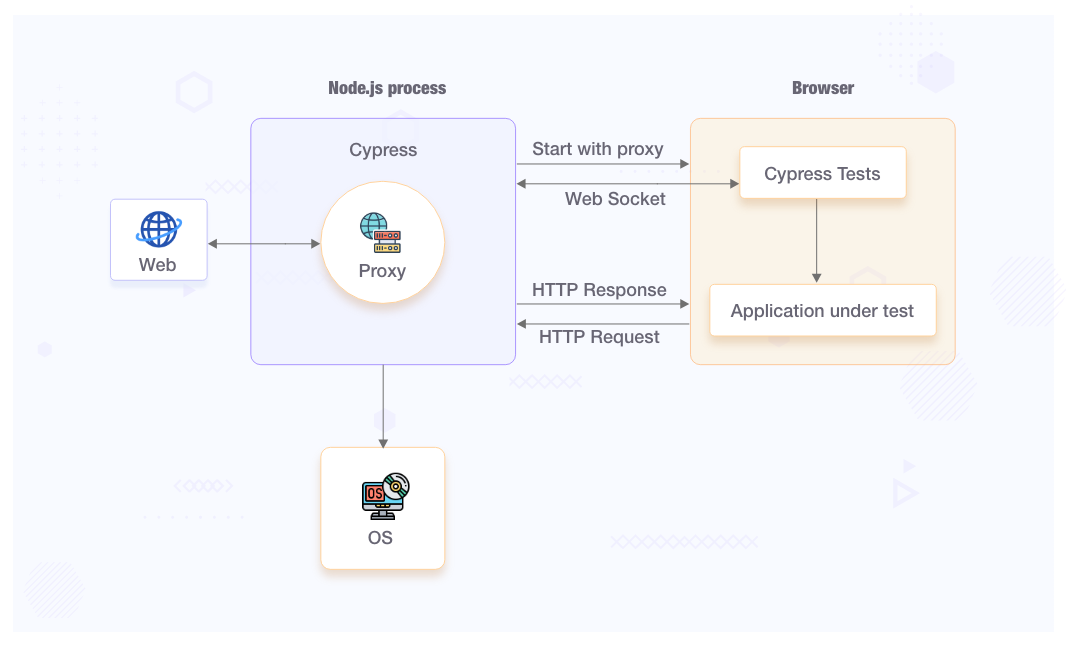 Node.js process
Browser
Cypress
Start with proxy
Cypress Tests
Web Socket
Web
Proxy
HTTP Response
Application under test
HTTP Request
OS
OS